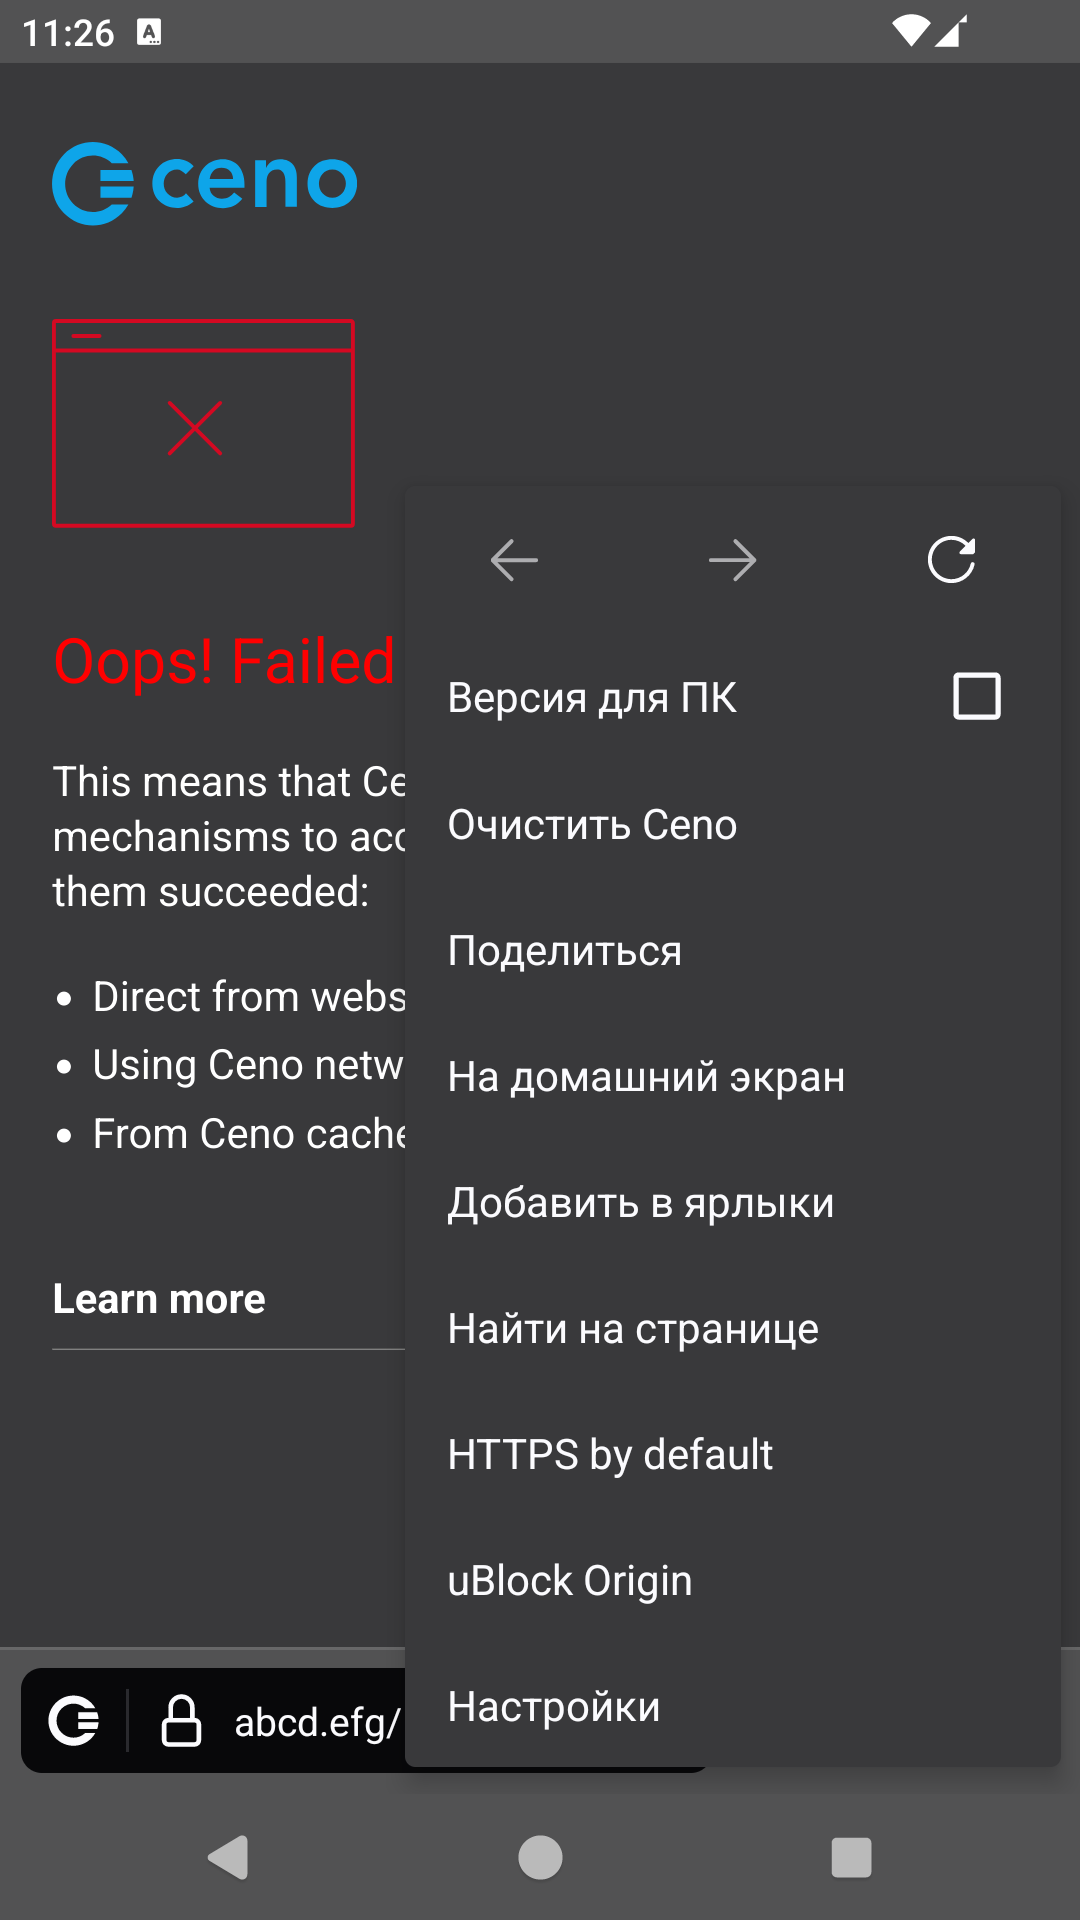 11:26
ceno
Oops! Failed
This means that Ce
mechanisms to acc
them succeeded:
Direct from webs
Using Ceno netw
From Ceno cache
Learn more
Версия для ПК
Очистить Ceno
Поделиться
На домашний экран
Добавить в ярлыки
Найти на странице
HTTPS by default
uBlock Origin
Настройки
abcd.efg/